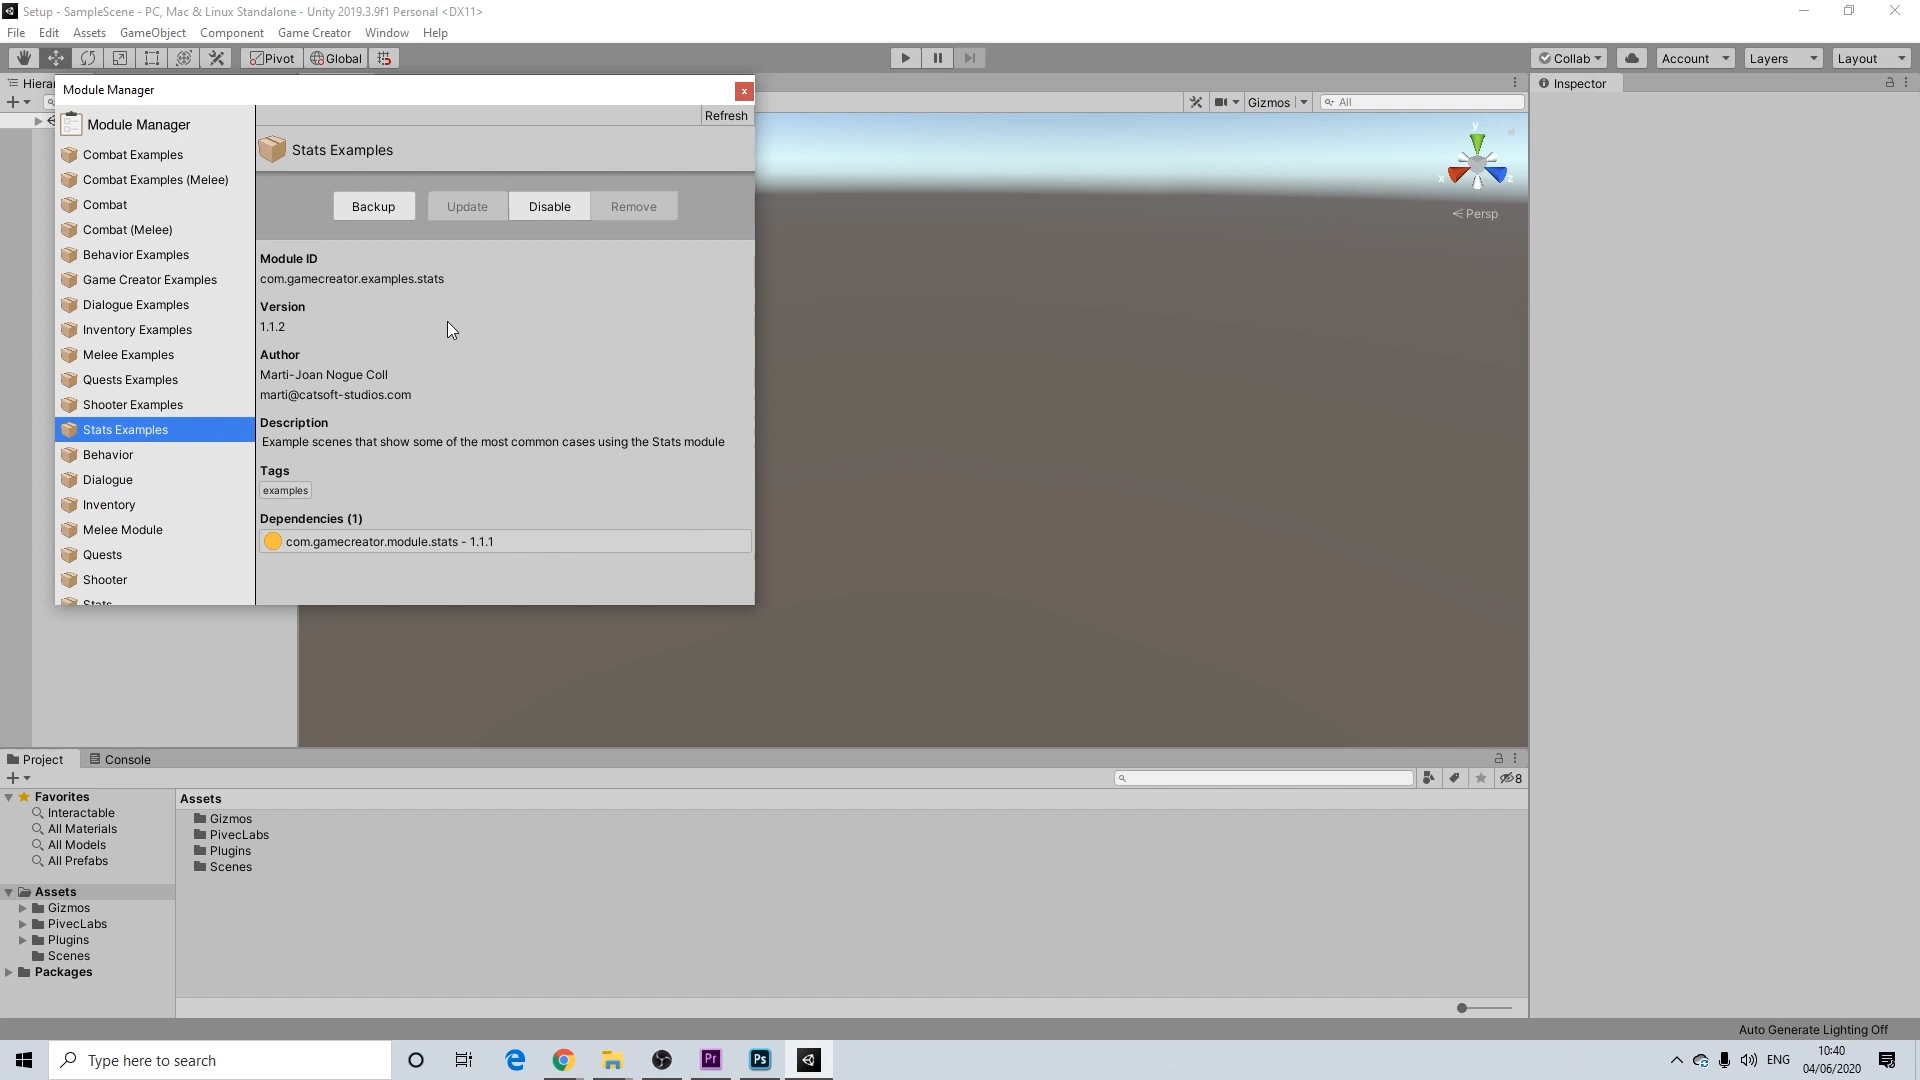 Setup - SampleScene - PC, Mac & Linux Standalone - Unity 2019.3.9f1 Personal <DX11>
File Edit Assets GameObject Component Game Creator Window Help
Pivot Global Collab Account Layers Layout
Hierar
Inspector
Gizmos All
Module Manager
x
Module Manager
Refresh
Combat Examples
Combat Examples (Melee)
Combat
Combat (Melee)
Behavior Examples
Game Creator Examples
Dialogue Examples
Inventory Examples
Melee Examples
Quests Examples
Shooter Examples
Stats Examples
Behavior
Dialogue
Inventory
Melee Module
Quests
Shooter
Stats
Stats Examples
Backup Update Disable Remove
Module ID
com.gamecreator.examples.stats
Version
1.1.2
Author
Marti-Joan Nogue Coll
marti@catsoft-studios.com
Description
Example scenes that show some of the most common cases using the Stats module
Tags
examples
Dependencies (1)
com.gamecreator.module.stats - 1.1.1
y
x z
< Persp
Project Console
8
Favorites
Interactable
All Materials
All Models
All Prefabs
Assets
Gizmos
PivecLabs
Plugins
Scenes
Packages
Assets
Gizmos
PivecLabs
Plugins
Scenes
Auto Generate Lighting Off
Type here to search
Pr Ps
ENG
10:40
04/06/2020